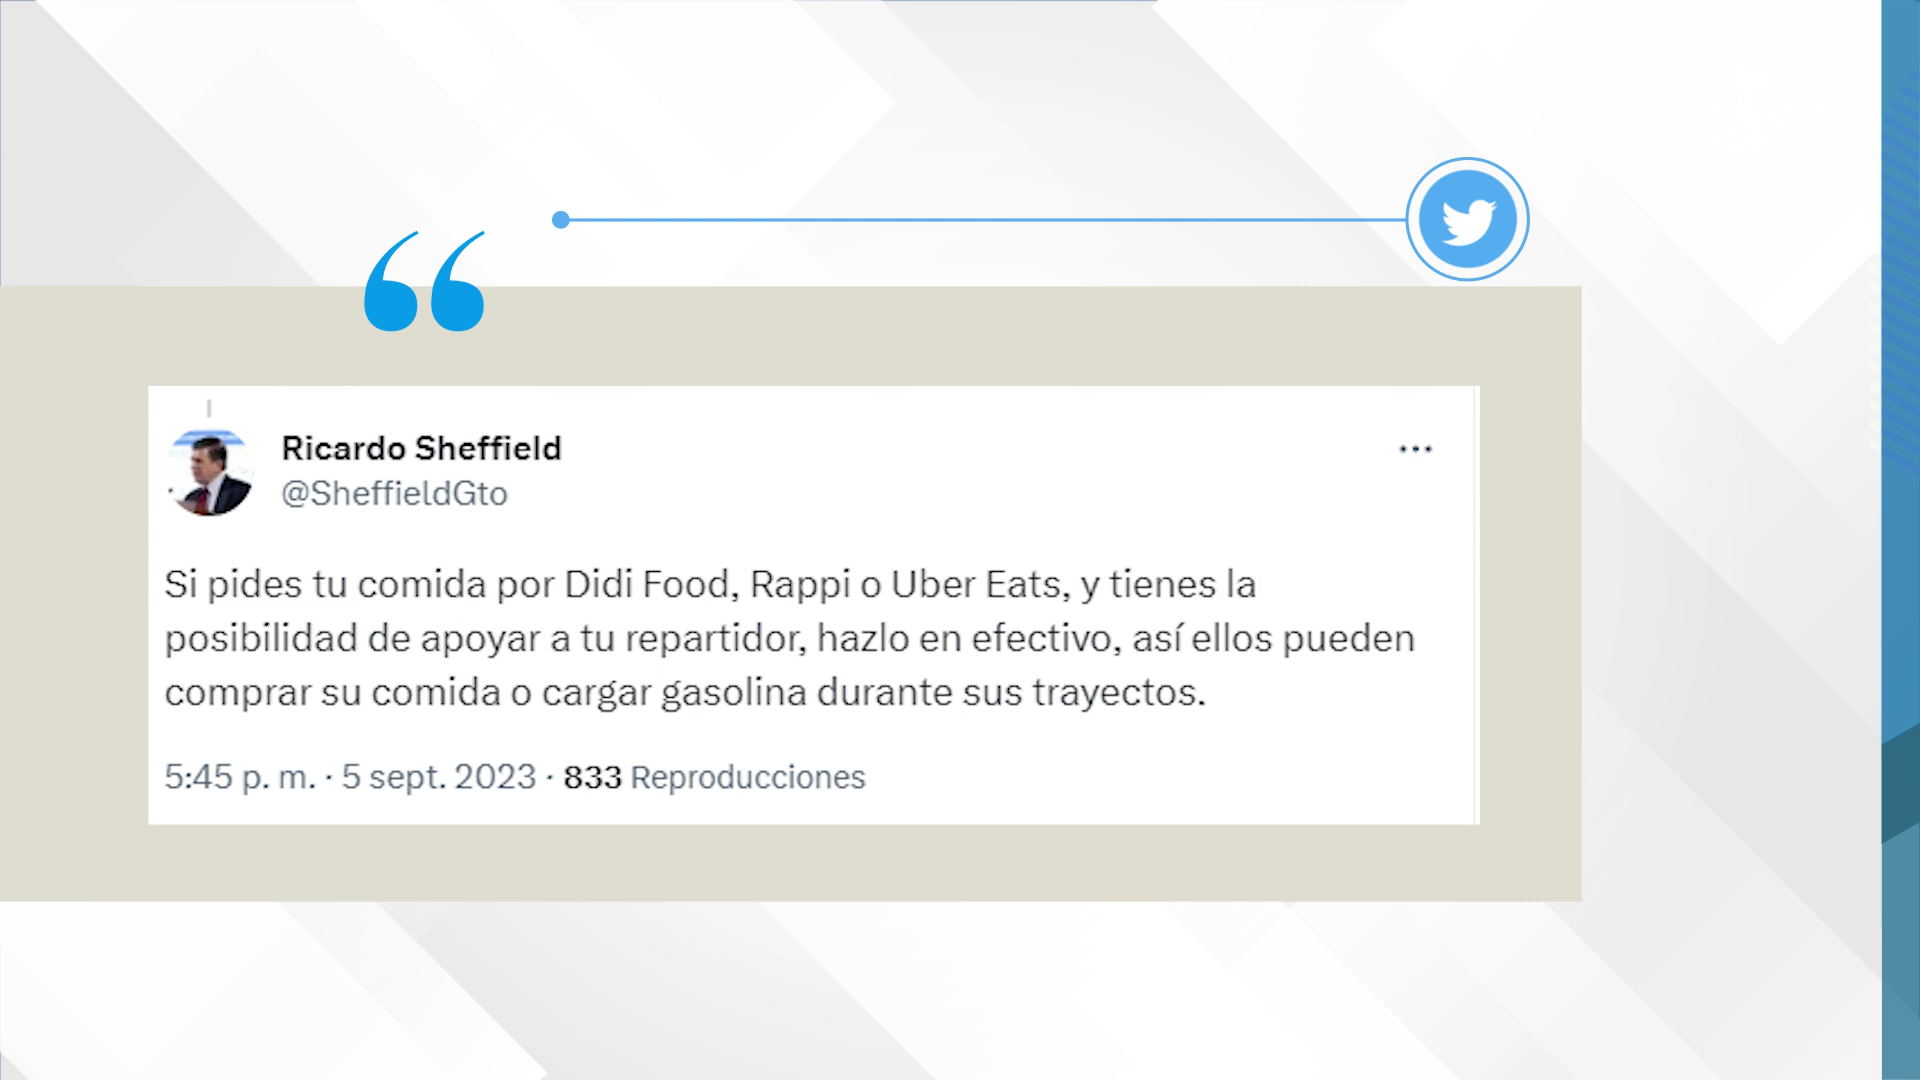 “
Ricardo Sheffield
@SheffieldGto
Si pides tu comida por Didi Food, Rappi o Uber Eats, y tienes la
posibilidad de apoyar a tu repartidor, hazlo en efectivo, así ellos pueden
comprar su comida o cargar gasolina durante sus trayectos.
5:45 p. m. · 5 sept. 2023 · 833 Reproducciones